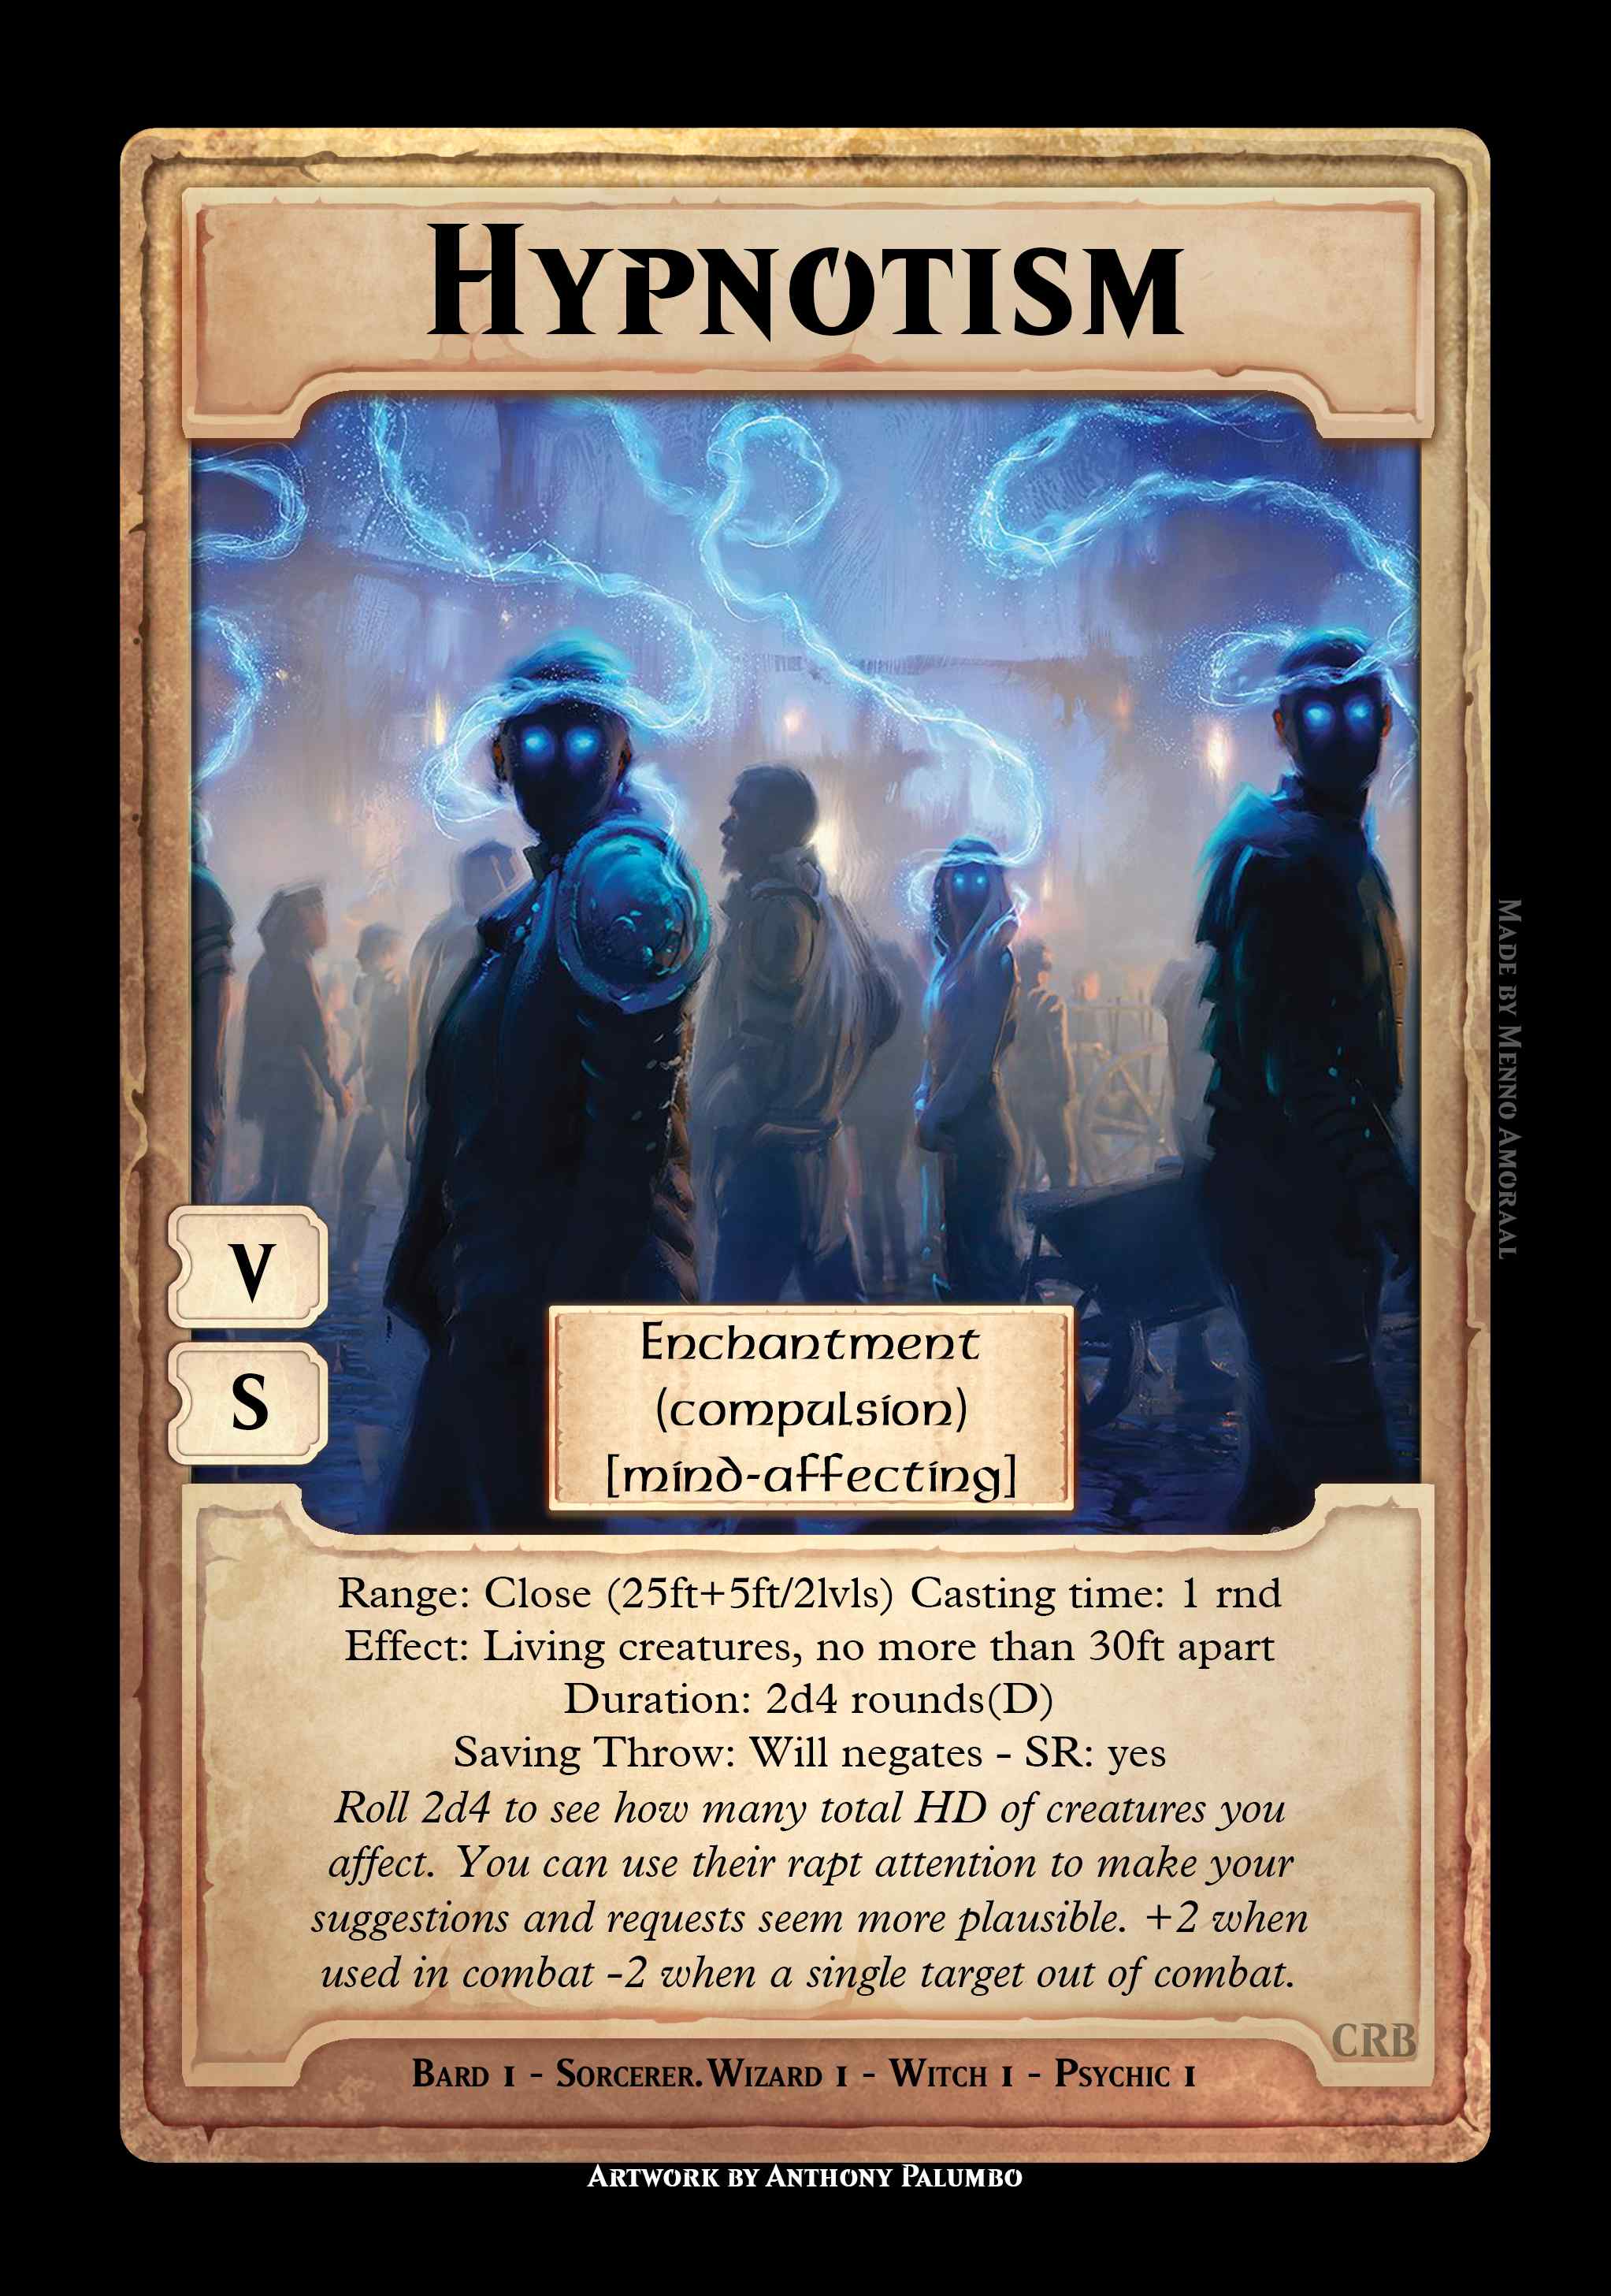 Hypnotism
V
S
Enchantment
(compulsion)
[mind-affecting]
Range: Close (25ft+5ft/2lvls) Casting time: 1 rnd
Effect: Living creatures, no more than 30ft apart
Duration: 2d4 rounds(D)
Saving Throw: Will negates - SR: yes
Roll 2d4 to see how many total HD of creatures you
affect. You can use their rapt attention to make your
suggestions and requests seem more plausible. +2 when
used in combat -2 when a single target out of combat.
CRB
Bard 1 - Sorcerer.Wizard 1 - Witch 1 - Psychic 1
Artwork by Anthony Palumbo
Made by Menno Amoraal